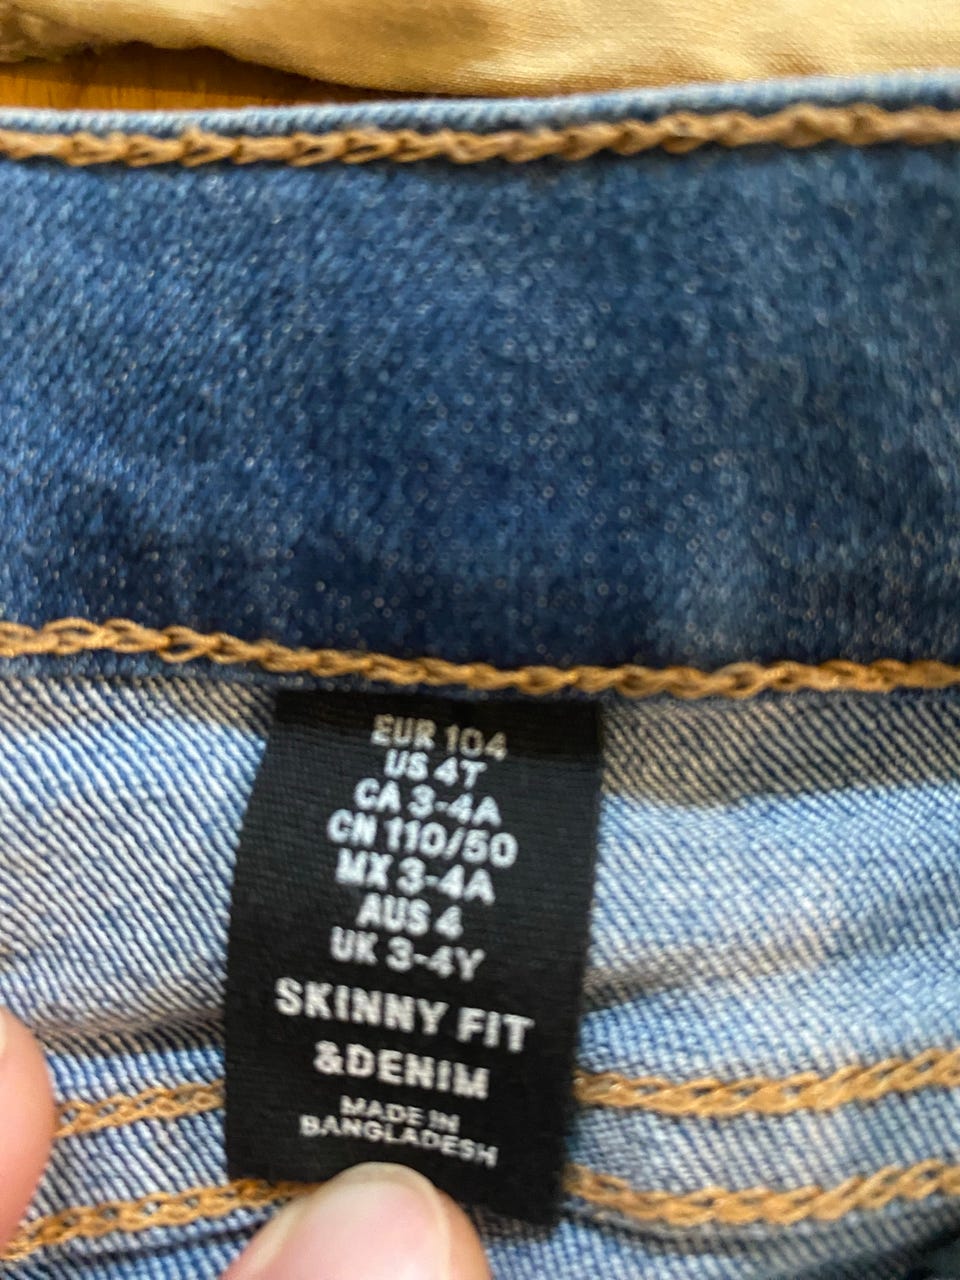 EUR 104
US 4T
CA 3-4A
CN 110/50
MX 3-4A
AUS 4
UK 3-4Y
SKINNY FIT
&DENIM
MADE IN
BANGLADESH